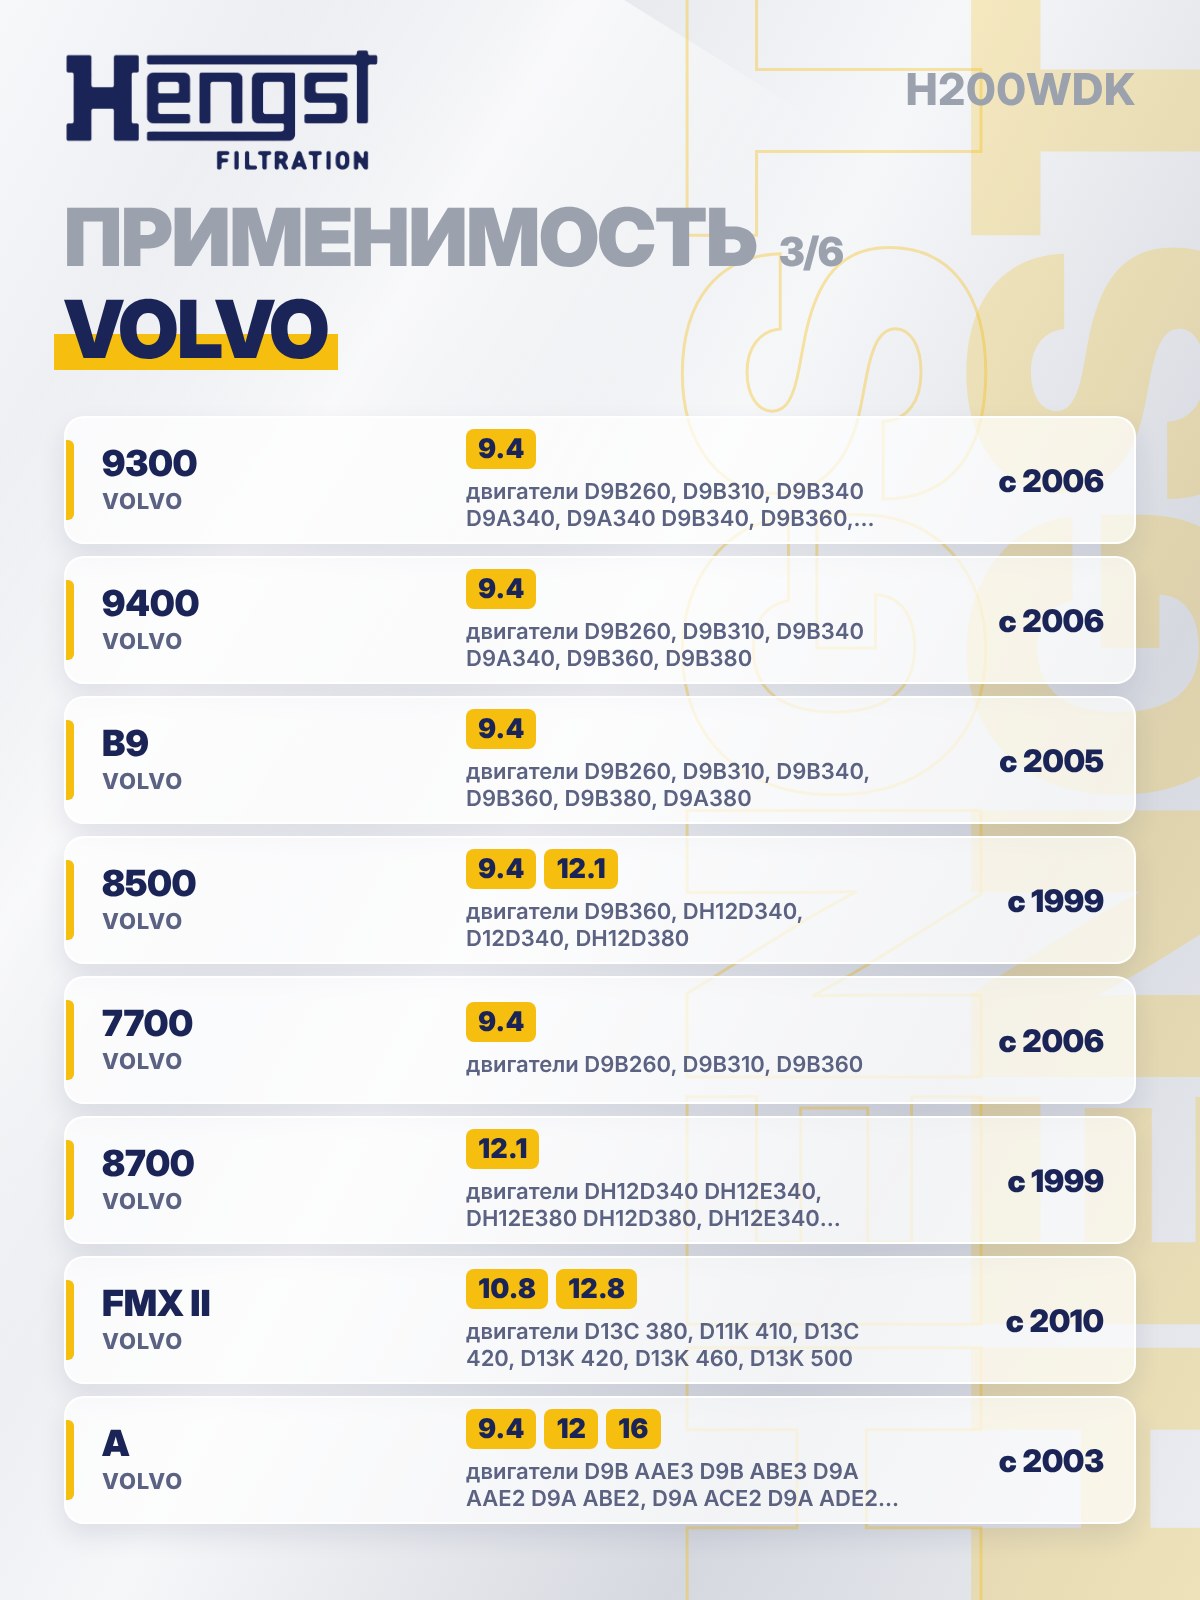 Hengst
FILTRATION
H200WDK
ПРИМЕНИМОСТЬ 3/6
VOLVO
9300
VOLVO
9.4
двигатели D9B260, D9B310, D9B340
D9A340, D9A340 D9B340, D9B360,...
с 2006
9400
VOLVO
9.4
двигатели D9B260, D9B310, D9B340
D9A340, D9B360, D9B380
с 2006
B9
VOLVO
9.4
двигатели D9B260, D9B310, D9B340,
D9B360, D9B380, D9A380
с 2005
8500
VOLVO
9.4 12.1
двигатели D9B360, DH12D340,
D12D340, DH12D380
с 1999
7700
VOLVO
9.4
двигатели D9B260, D9B310, D9B360
с 2006
8700
VOLVO
12.1
двигатели DH12D340 DH12E340,
DH12E380 DH12D380, DH12E340...
с 1999
FMX II
VOLVO
10.8 12.8
двигатели D13C 380, D11K 410, D13C
420, D13K 420, D13K 460, D13K 500
с 2010
A
VOLVO
9.4 12 16
двигатели D9B AAE3 D9B ABE3 D9A
AAE2 D9A ABE2, D9A ACE2 D9A ADE2...
с 2003
HENGST
HENGST